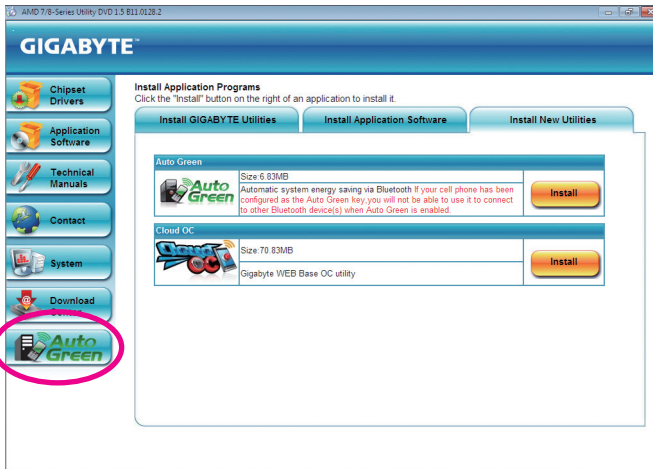 AMD 7/8-Series Utility DVD 1.5 B11.0128.2
GIGABYTE™
Chipset
Drivers
Application
Software
Technical
Manuals
Contact
System
Download
Center
Auto
Green
Install Application Programs
Click the "Install" button on the right of an application to install it.
Install GIGABYTE Utilities
Install Application Software
Install New Utilities
Auto Green
Auto
Green
Size:6.83MB
Automatic system energy saving via Bluetooth If your cell phone has been
configured as the Auto Green key,you will not be able to use it to connect
to other Bluetooth device(s) when Auto Green is enabled.
Install
Cloud OC
Cloud
OC
Size:70.83MB
Gigabyte WEB Base OC utility
Install